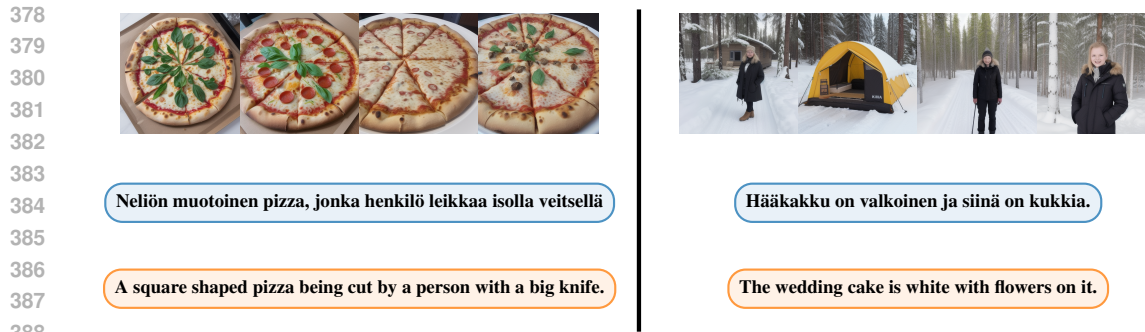 378
379
380
381
382
383
384
385
386
387
388
Neliön muotoinen pizza, jonka henkilö leikkaa isolla veitsellä
A square shaped pizza being cut by a person with a big knife.
Hääkakku on valkoinen ja siinä on kukkia.
The wedding cake is white with flowers on it.